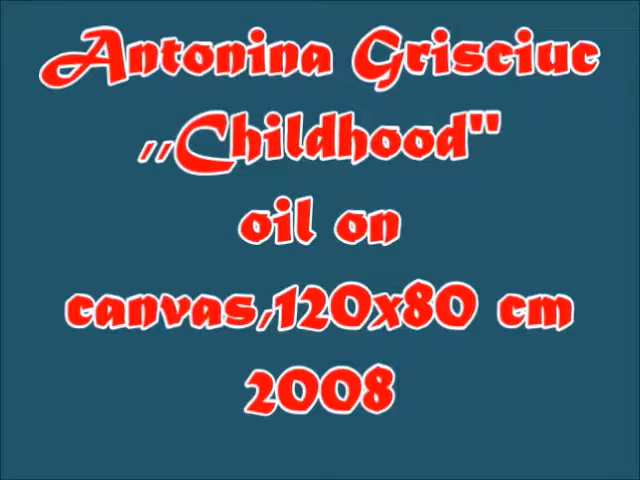 Antonina Grisciuc
,,Childhood"
oil on
canvas,120x80 cm
2008